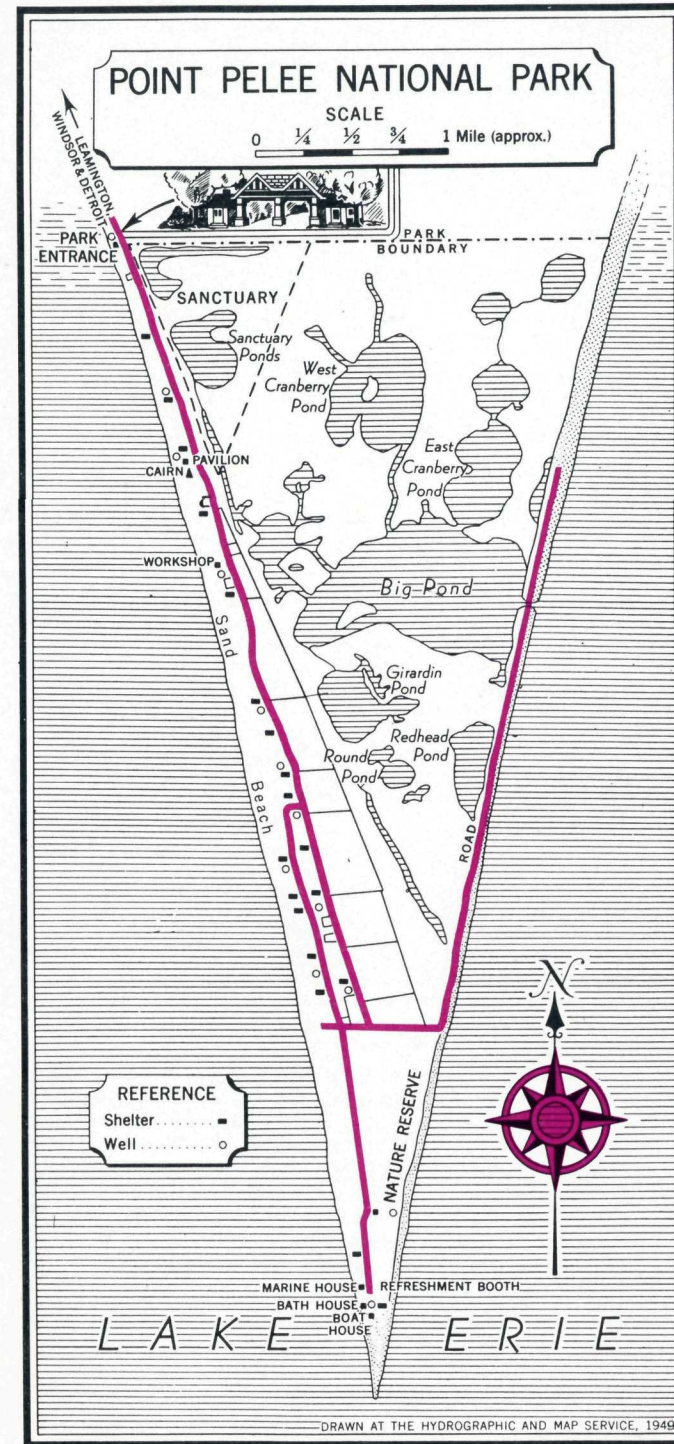 POINT PELEE NATIONAL PARK
SCALE
0 ¼ ½ ¾ 1 Mile (approx.)
LEAMINGTON
WINDSOR & DETROIT
PARK
ENTRANCE
PARK
BOUNDARY
SANCTUARY
Sanctuary
Ponds
West
Cranberry
Pond
East
Cranberry
Pond
PAVILION
CAIRN
WORKSHOP
Big Pond
Sand
Beach
Girardin
Pond
Redhead
Pond
Round
Pond
ROAD
N
REFERENCE
Shelter........
Well..........
NATURE RESERVE
MARINE HOUSE
REFRESHMENT BOOTH
BATH HOUSE
BOAT
HOUSE
LAKE ERIE
DRAWN AT THE HYDROGRAPHIC AND MAP SERVICE, 1949